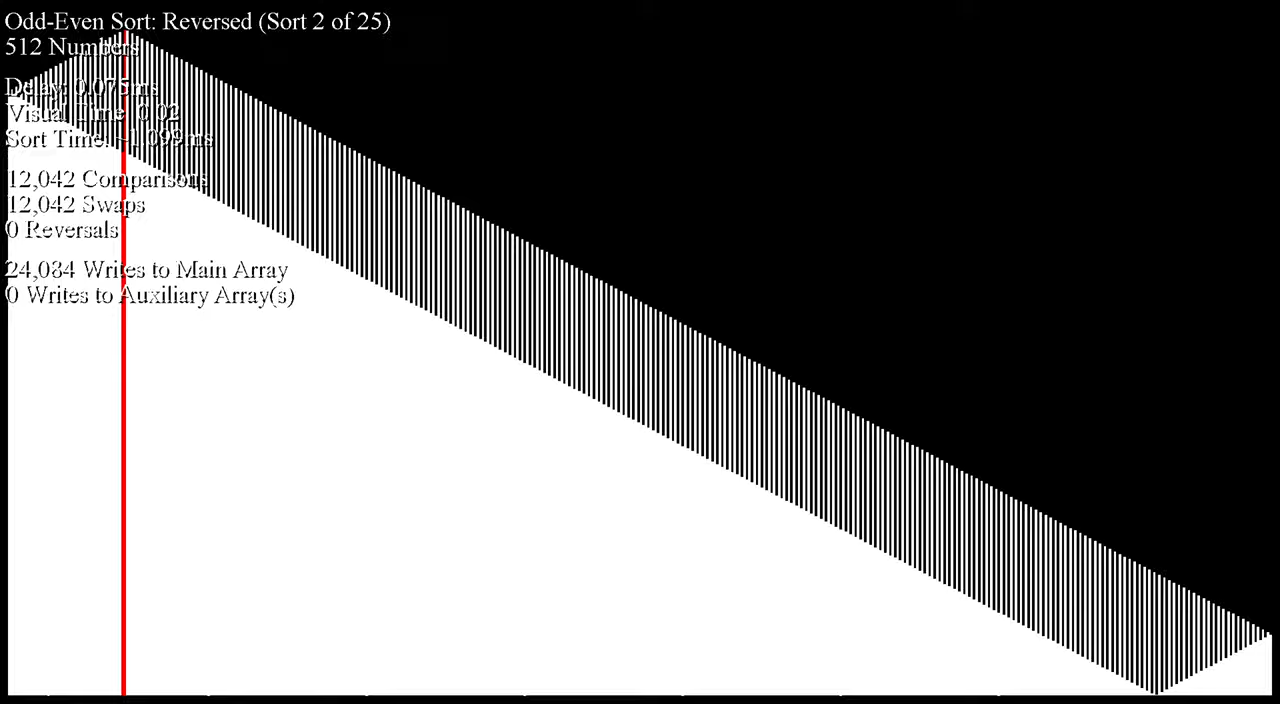 Odd-Even Sort: Reversed (Sort 2 of 25)
512 Numbers
Delay: 0.075ms
Visual Time: 0.02
Sort Time: ~1.099ms
12,042 Comparisons
12,042 Swaps
0 Reversals
24,084 Writes to Main Array
0 Writes to Auxiliary Array(s)